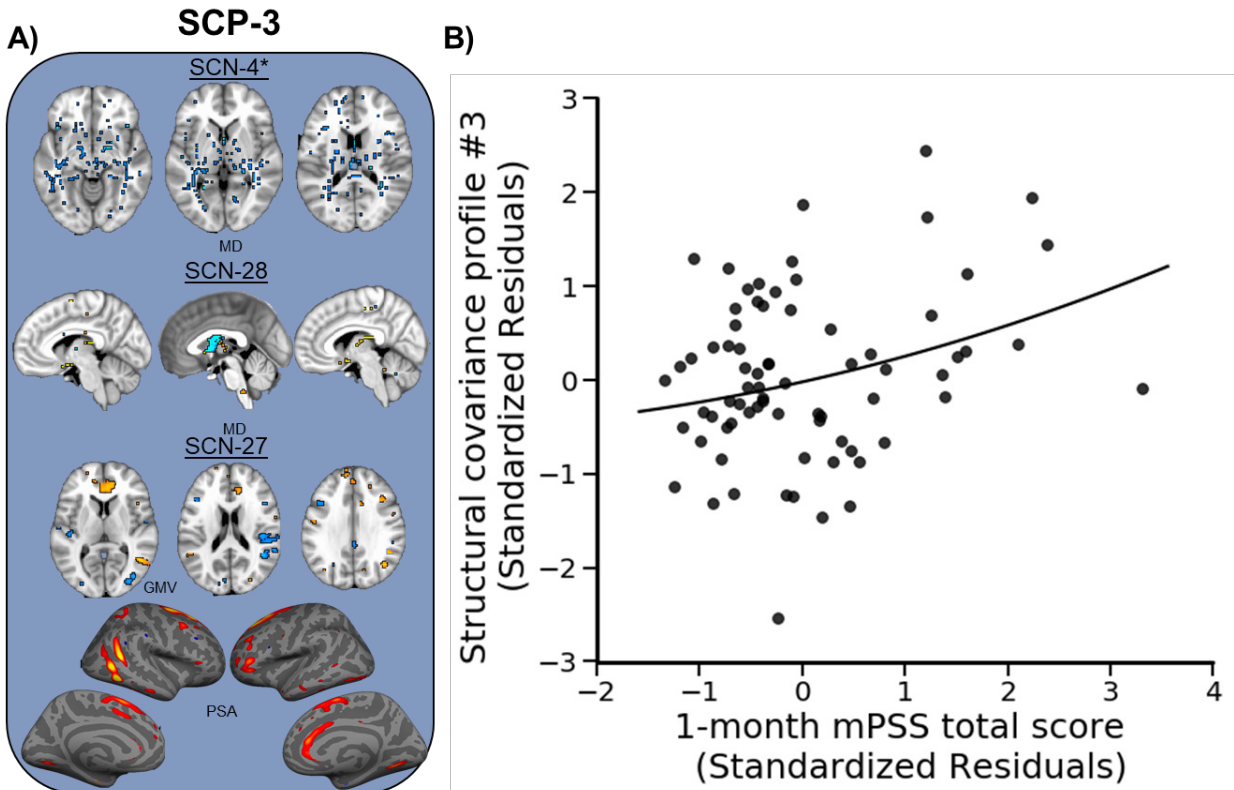 SCP-3
A)
B)
SCN-4*
MD
SCN-28
MD
SCN-27
GMV
PSA
Structural covariance profile #3
(Standardized Residuals)
3
2
1
0
−1
−2
−3
−2
−1
0
1
2
3
4
1-month mPSS total score
(Standardized Residuals)